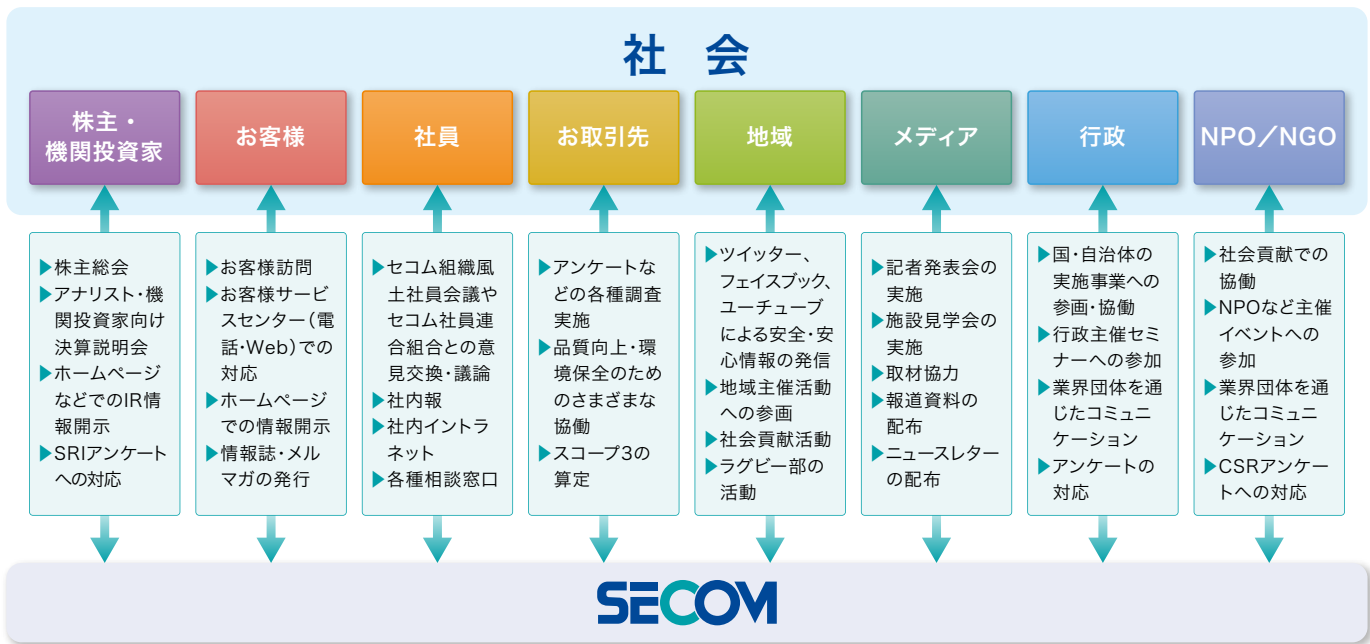 社 会
株主・
機関投資家
お客様
社員
お取引先
地域
メディア
行政
NPO／NGO
▶株主総会
▶アナリスト・機
関投資家向け
決算説明会
▶ホームページ
などでのIR情
報開示
▶SRIアンケート
への対応
▶お客様訪問
▶お客様サービ
スセンター（電
話・Web）での
対応
▶ホームページ
での情報開示
▶情報誌・メル
マガの発行
▶セコム組織風
土社員会議や
セコム社員連
合組合との意
見交換・議論
▶社内報
▶社内イントラ
ネット
▶各種相談窓口
▶アンケートな
どの各種調査
実施
▶品質向上・環
境保全のため
のさまざまな
協働
▶スコープ3の
算定
▶ツイッター、
フェイスブック、
ユーチューブ
による安全・安
心情報の発信
▶地域主催活動
への参画
▶社会貢献活動
▶ラグビー部の
活動
▶記者発表会の
実施
▶施設見学会の
実施
▶取材協力
▶報道資料の
配布
▶ニュースレター
の配布
▶国・自治体の
実施事業への
参画・協働
▶行政主催セミ
ナーへの参加
▶業界団体を通
じたコミュニ
ケーション
▶アンケートの
対応
▶社会貢献での
協働
▶NPOなど主催
イベントへの
参加
▶業界団体を通
じたコミュニ
ケーション
▶CSRアンケー
トへの対応
SECOM